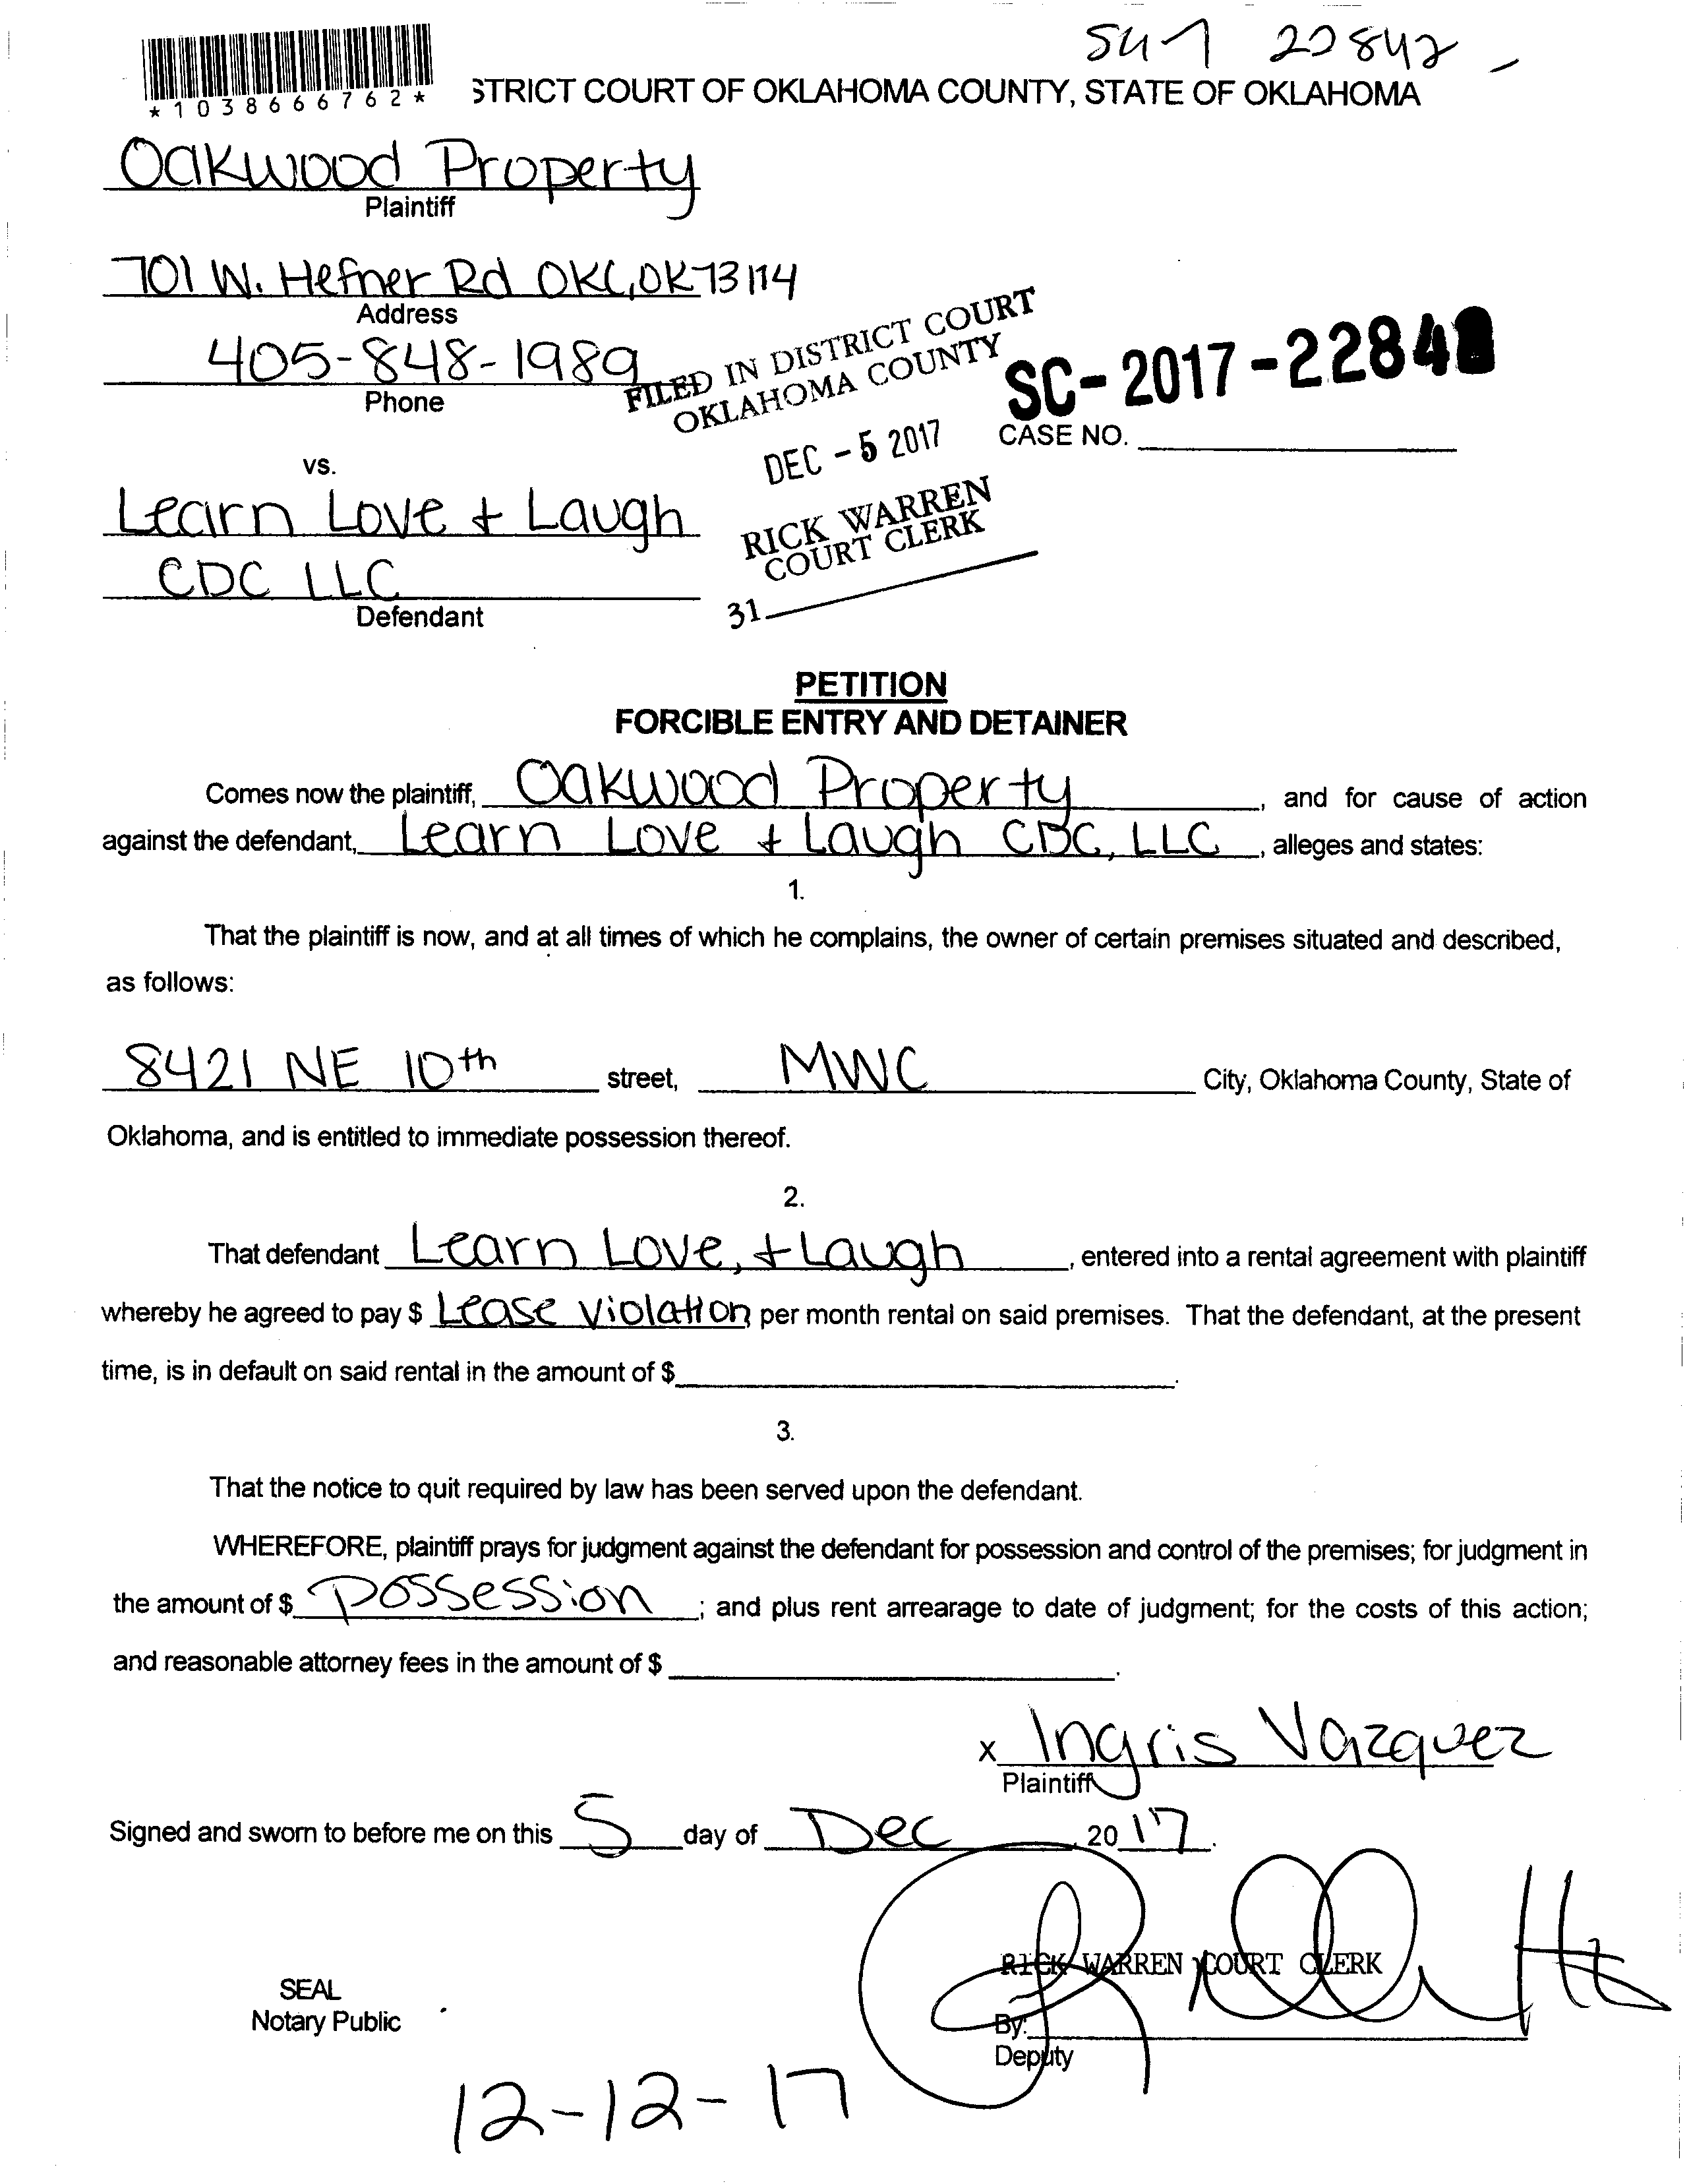 22842 -
*1038666762*
STRICT COURT OF OKLAHOMA COUNTY, STATE OF OKLAHOMA
Oakwood Property
Plaintiff
701 W. Hefner Rd OKC, OK 73114
Address
405-848-1989
Phone
FILED IN DISTRICT COURT
OKLAHOMA COUNTY
DEC - 5 2017
RICK WARREN
COURT CLERK
31
SC-2017-2284
CASE NO.
vs.
Learn Love + Laugh
CDC LLC
Defendant
PETITION
FORCIBLE ENTRY AND DETAINER
Comes now the plaintiff, Oakwood Property, and for cause of action
against the defendant, Learn Love + Laugh CDC, LLC, alleges and states:
1.
That the plaintiff is now, and at all times of which he complains, the owner of certain premises situated and described,
as follows:
8421 NE 10th street, MWC City, Oklahoma County, State of
Oklahoma, and is entitled to immediate possession thereof.
2.
That defendant Learn Love, + Laugh, entered into a rental agreement with plaintiff
whereby he agreed to pay $ Lease Violation per month rental on said premises. That the defendant, at the present
time, is in default on said rental in the amount of $
3.
That the notice to quit required by law has been served upon the defendant.
WHEREFORE, plaintiff prays for judgment against the defendant for possession and control of the premises; for judgment in
the amount of $ Possession; and plus rent arrearage to date of judgment; for the costs of this action;
and reasonable attorney fees in the amount of $ .
x Ingris Vazquez
Plaintiff
Signed and sworn to before me on this 5 day of Dec, 2017.
RICK WARREN COURT CLERK
SEAL
Notary Public
By:
Deputy
12-12-17